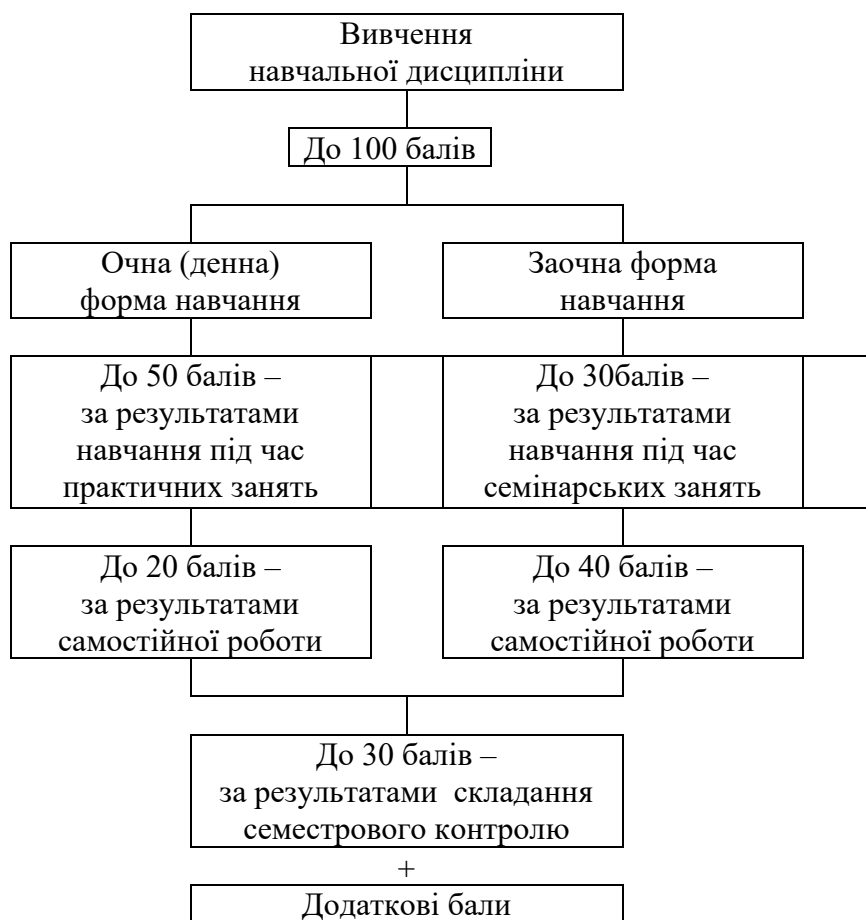 Вивчення
навчальної дисципліни
До 100 балів
Очна (денна)
форма навчання
Заочна форма
навчання
До 50 балів –
за результатами
навчання під час
практичних занять
До 30балів –
за результатами
навчання під час
семінарських занять
До 20 балів –
за результатами
самостійної роботи
До 40 балів –
за результатами
самостійної роботи
До 30 балів –
за результатами складання
семестрового контролю
+
Додаткові бали